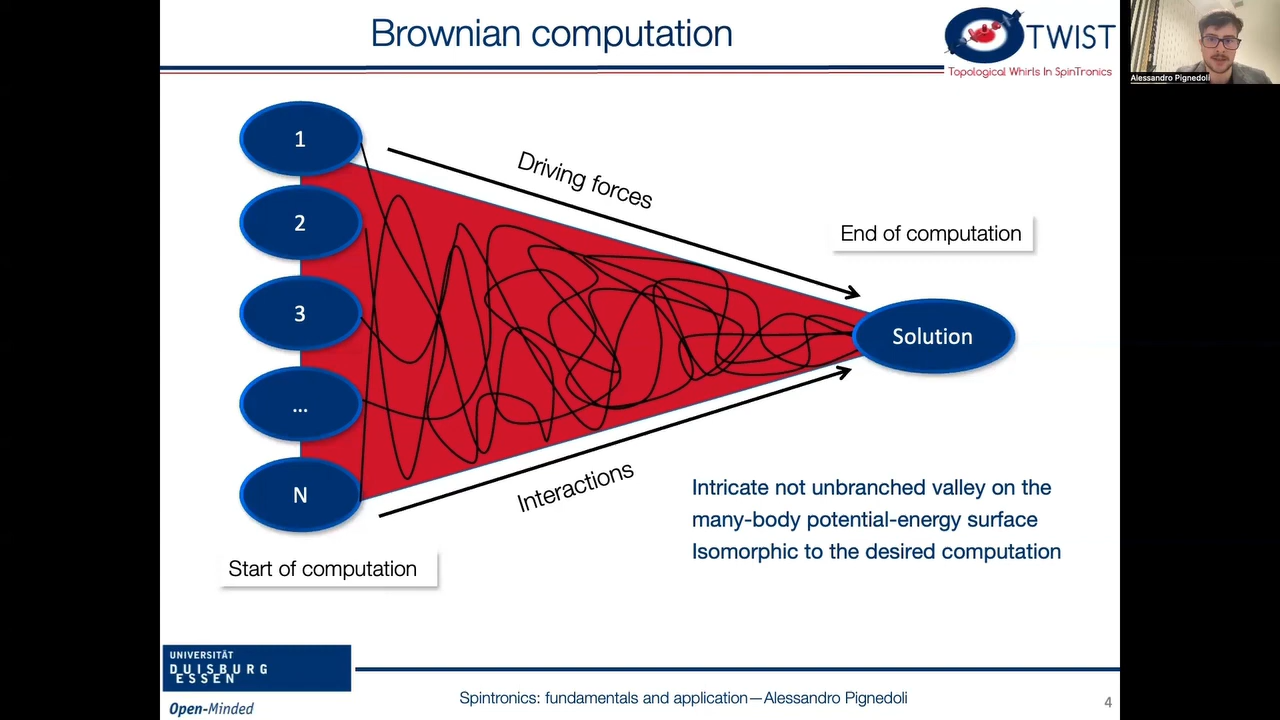 Brownian computation
TWIST
Topological Whirls In SpinTronics
Alessandro Pignedoli
1
2
3
...
N
Driving forces
Interactions
End of computation
Solution
Start of computation
Intricate not unbranched valley on the
many-body potential-energy surface
Isomorphic to the desired computation
UNIVERSITÄT
DUISBURG
ESSEN
Open-Minded
Spintronics: fundamentals and application—Alessandro Pignedoli
4